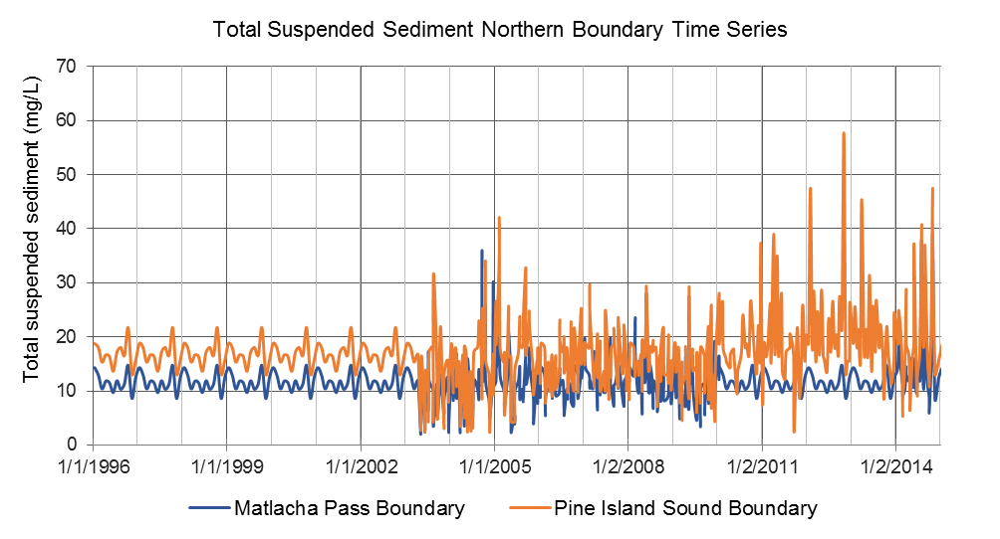 Total Suspended Sediment Northern Boundary Time Series
Total suspended sediment (mg/L)
70
60
50
40
30
20
10
0
1/1/1996 1/1/1999 1/1/2002 1/1/2005 1/2/2008 1/2/2011 1/2/2014
Matlacha Pass Boundary Pine Island Sound Boundary